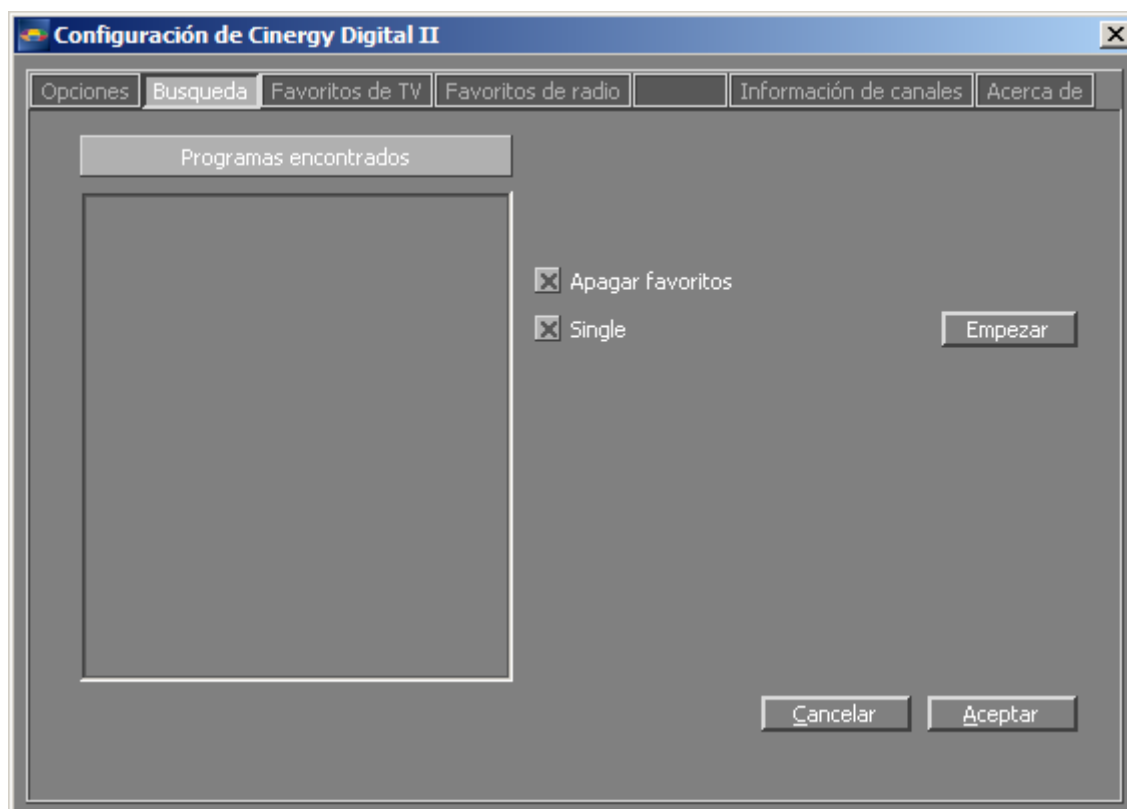 Configuración de Cinergy Digital II
Opciones Busqueda Favoritos de TV Favoritos de radio Información de canales Acerca de
Programas encontrados
Apagar favoritos
Single Empezar
Cancelar Aceptar